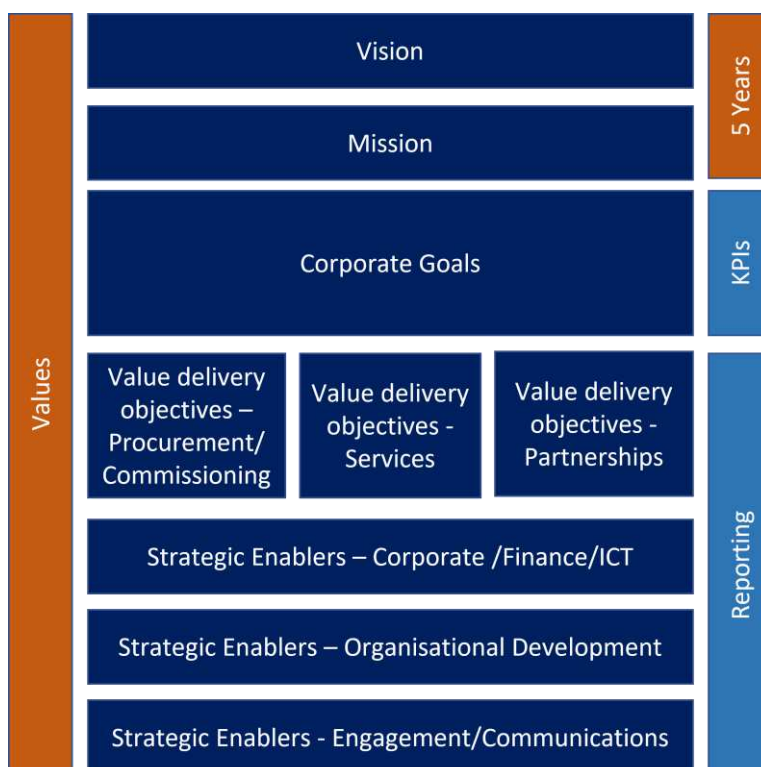 Values
Vision
5 Years
Mission
Corporate Goals
KPIs
Value delivery
objectives –
Procurement/
Commissioning
Value delivery
objectives -
Services
Value delivery
objectives -
Partnerships
Reporting
Strategic Enablers – Corporate /Finance/ICT
Strategic Enablers – Organisational Development
Strategic Enablers - Engagement/Communications